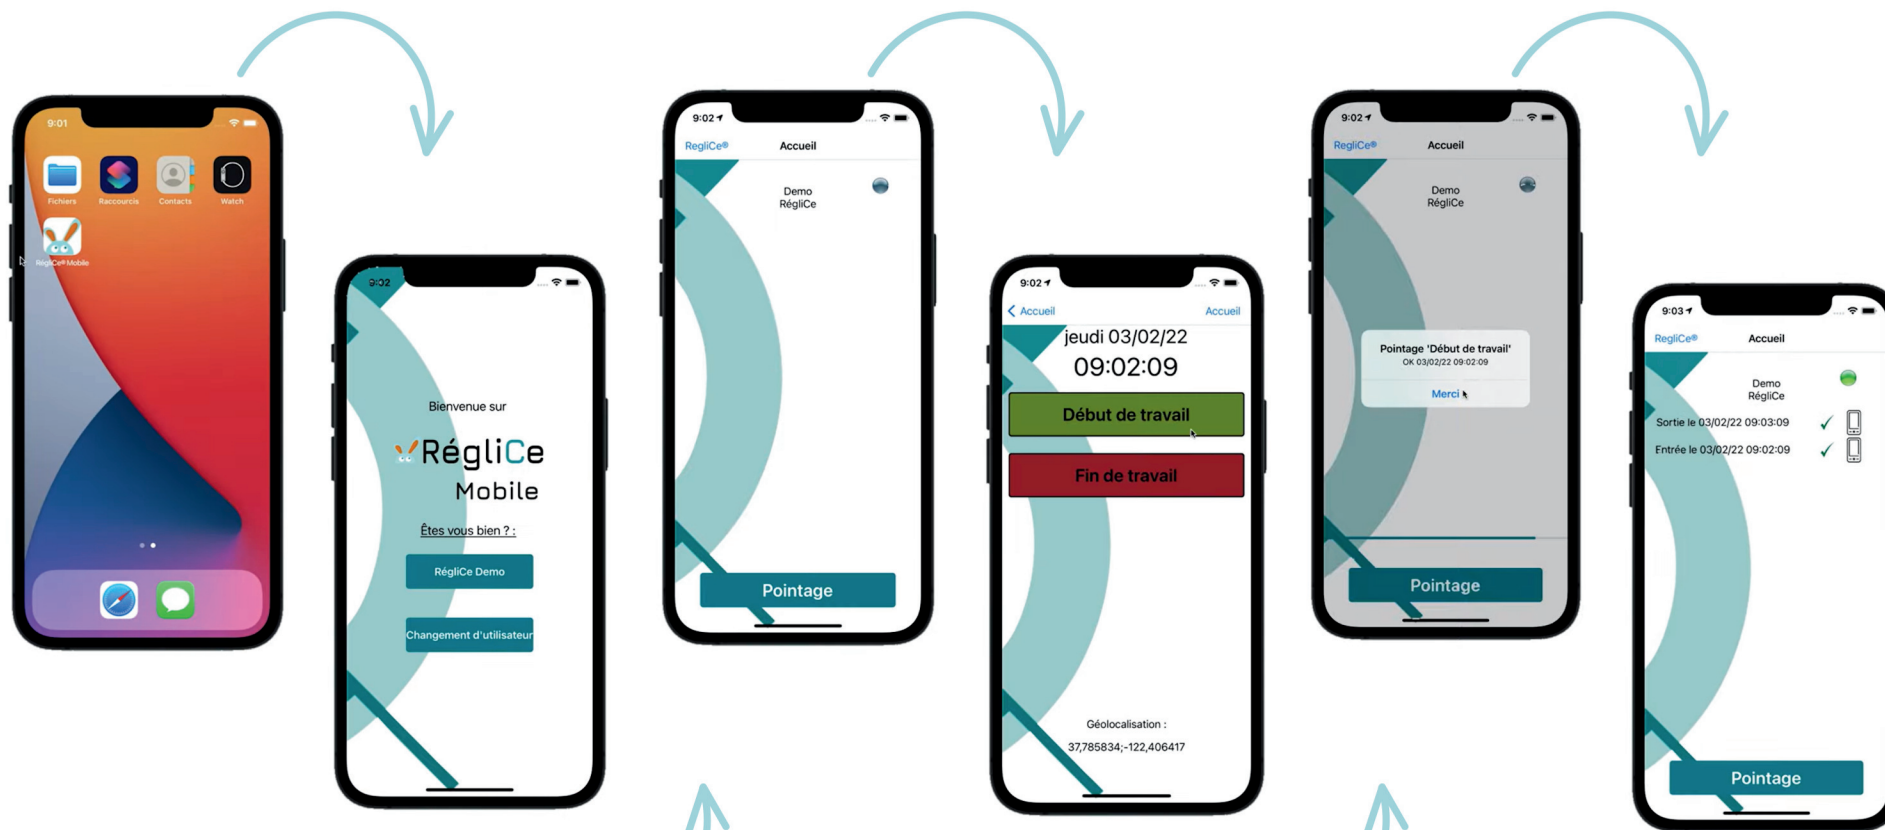 9:01
Fichiers
Raccourcis
Contacts
Watch
RégliCe® Mobile
9:02
Bienvenue sur
RégliCe
Mobile
Êtes vous bien ? :
RégliCe Demo
Changement d'utilisateur
9:02
RegliCe®
Accueil
Demo
RégliCe
Pointage
9:02
Accueil
Accueil
jeudi 03/02/22
09:02:09
Début de travail
Fin de travail
Géolocalisation :
37,785834;-122,406417
9:02
RegliCe®
Accueil
Demo
RégliCe
Pointage 'Début de travail'
OK 03/02/22 09:02:09
Merci
Pointage
9:03
RegliCe®
Accueil
Demo
RégliCe
Sortie le 03/02/22 09:03:09
Entrée le 03/02/22 09:02:09
Pointage